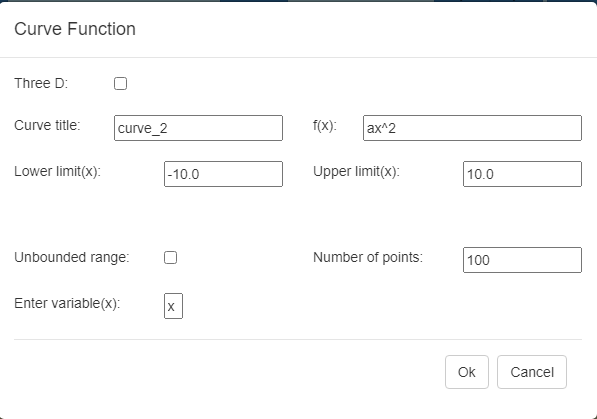 Curve Function
Three D:
Curve title: curve_2 f(x): ax^2
Lower limit(x): -10.0 Upper limit(x): 10.0
Unbounded range: Number of points: 100
Enter variable(x): x
Ok Cancel